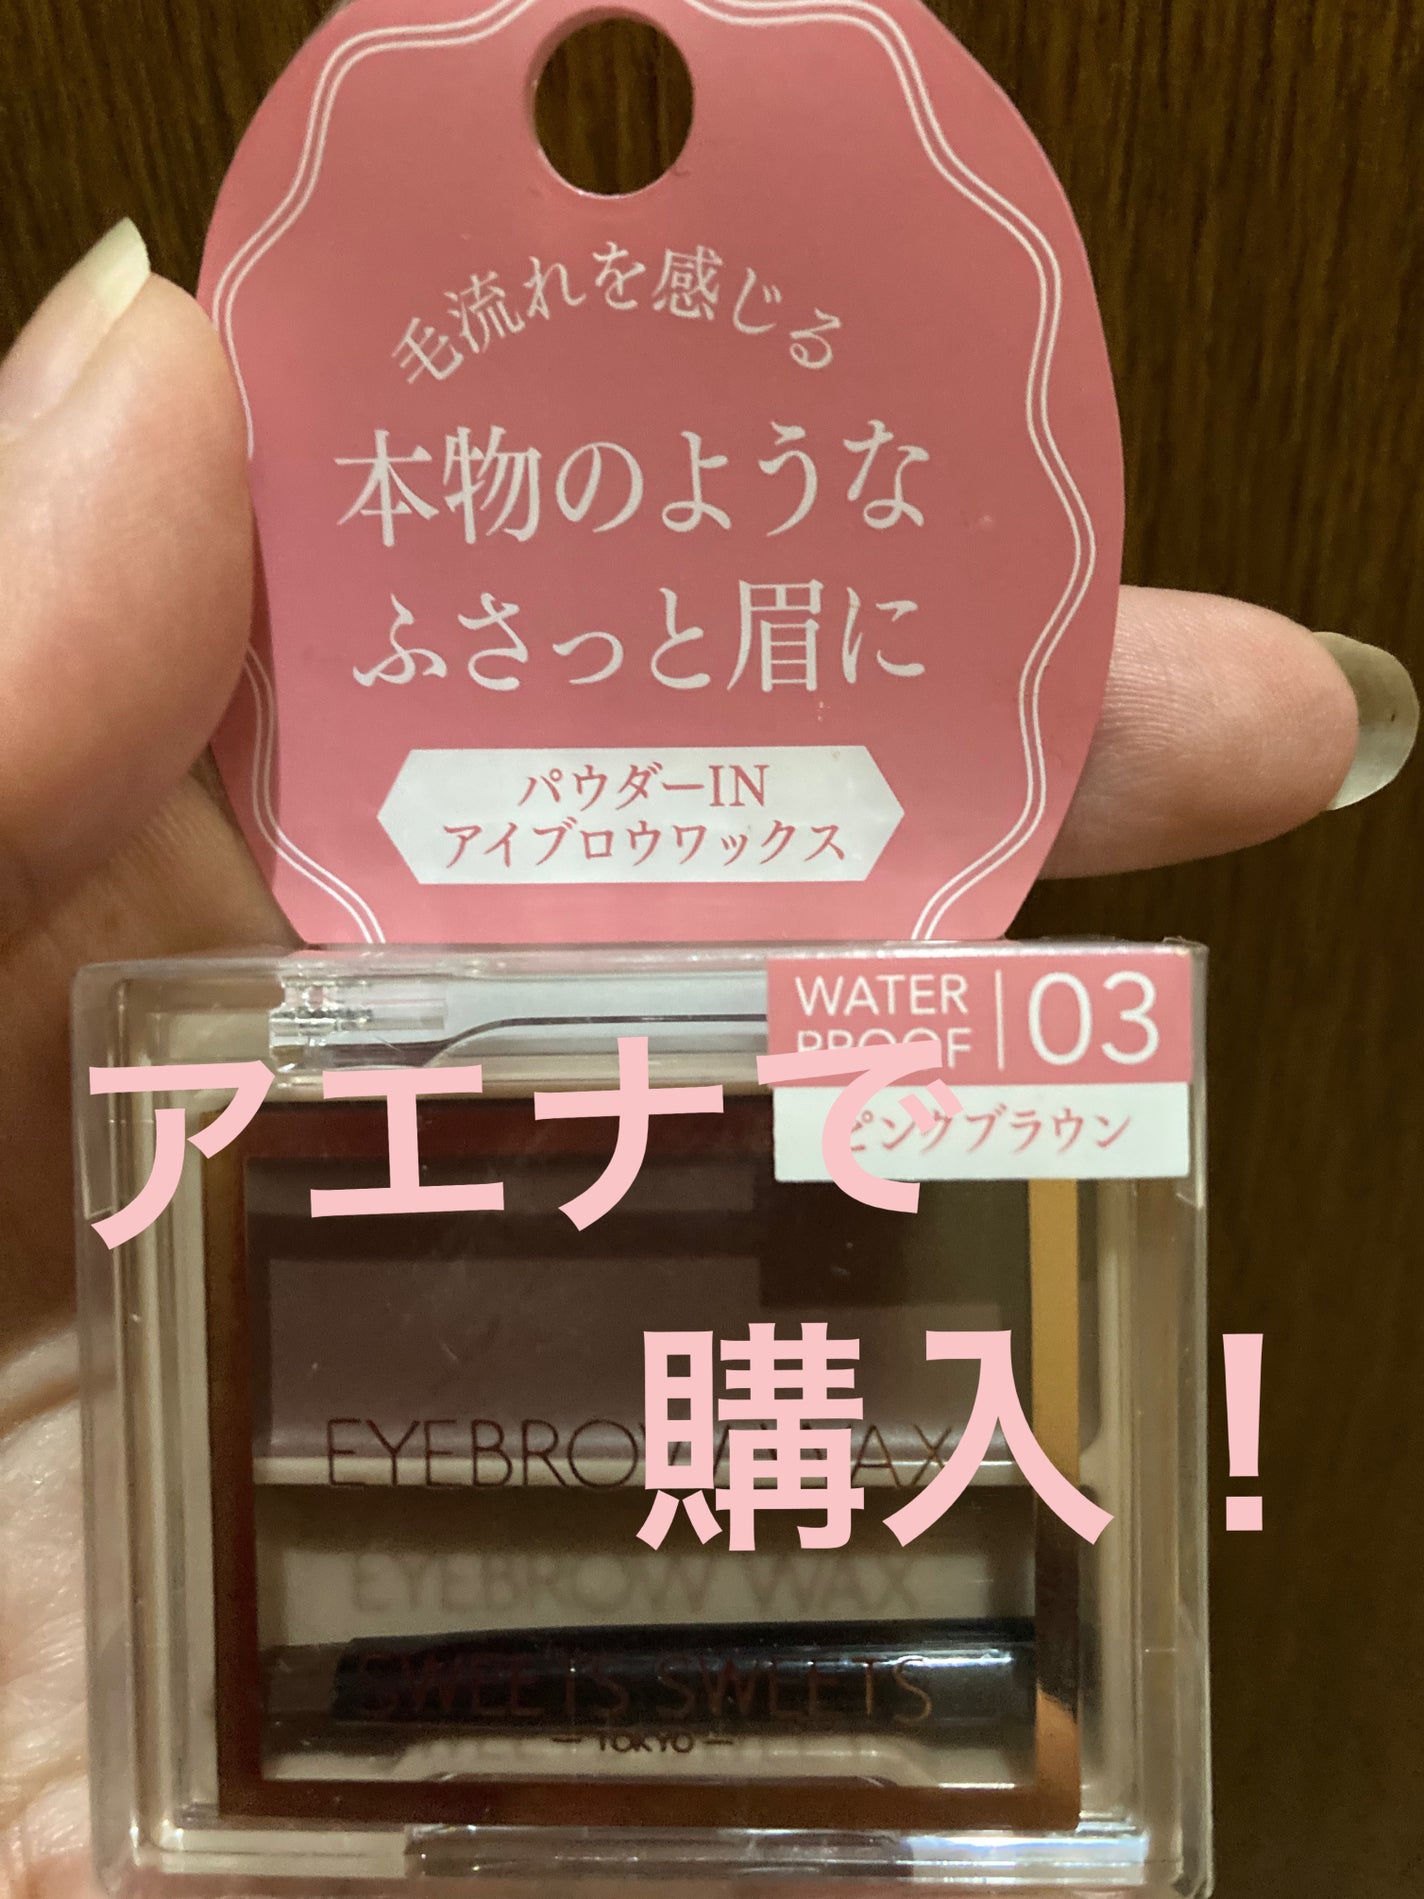 毛流れを感じる
本物のような
ふさっと眉に
パウダーIN
アイブロウワックス
WATER
PROOF
03
ピンクブラウン
アエナで
購入！
EYEBROW WAX
EYEBROW WAX
SWEETS SWEETS
— TOKYO —